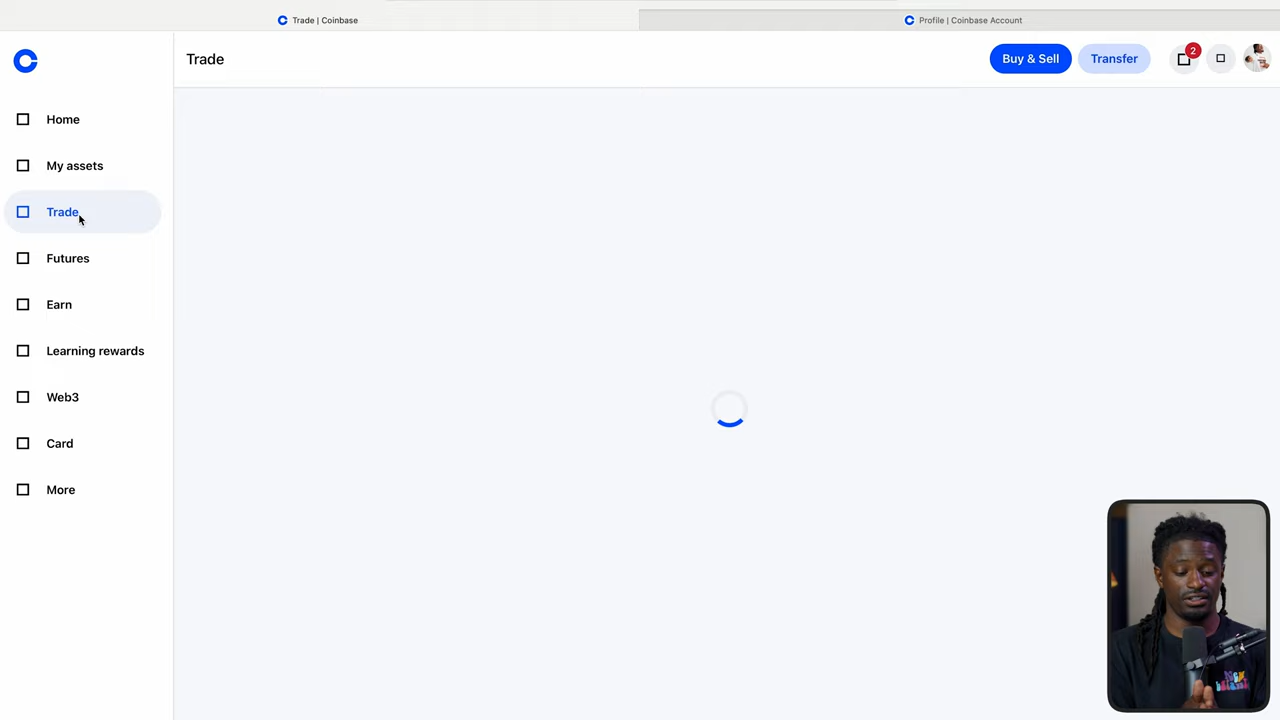 Trade | Coinbase
Profile | Coinbase Account
Trade
Buy & Sell
Transfer
2
Home
My assets
Trade
Futures
Earn
Learning rewards
Web3
Card
More